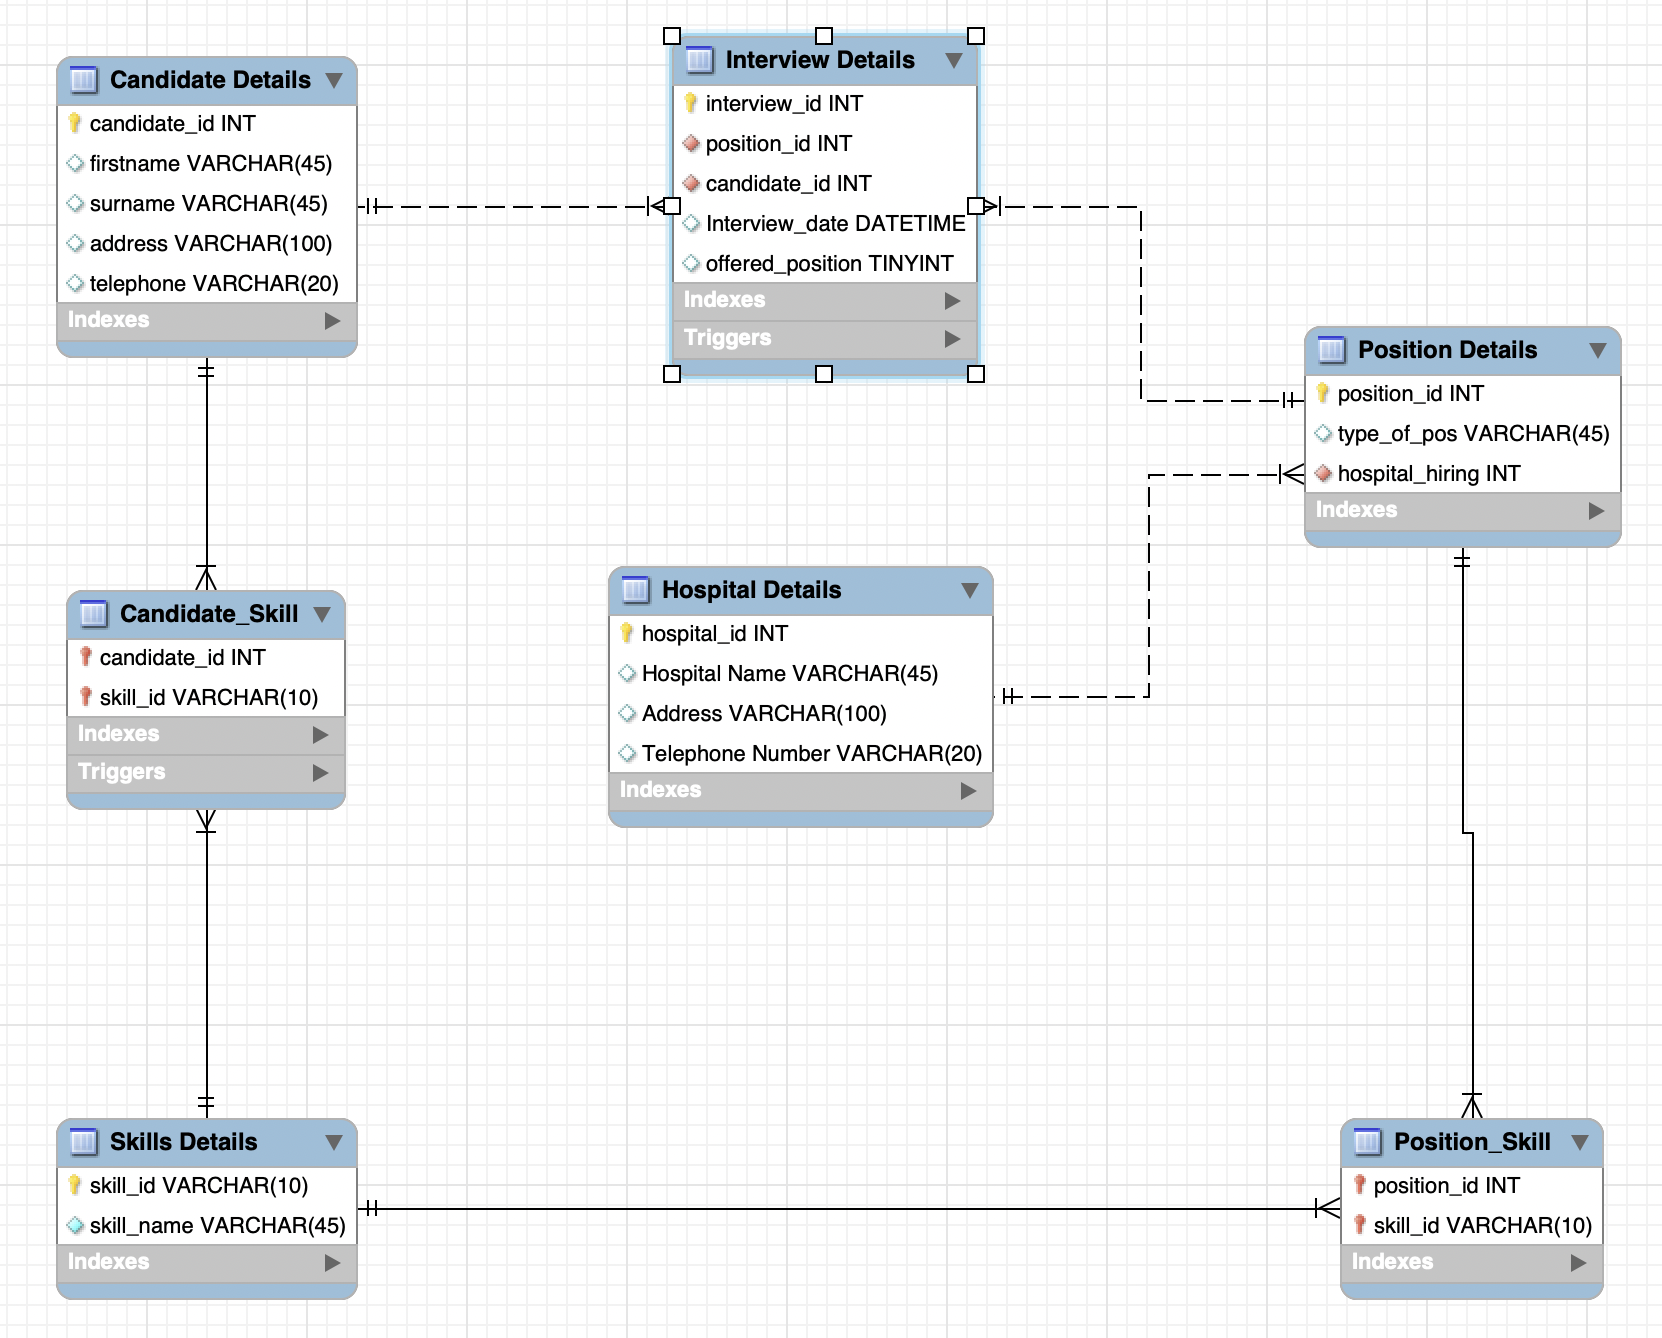 Candidate Details
candidate_id INT
firstname VARCHAR(45)
surname VARCHAR(45)
address VARCHAR(100)
telephone VARCHAR(20)
Indexes
Interview Details
interview_id INT
position_id INT
candidate_id INT
Interview_date DATETIME
offered_position TINYINT
Indexes
Triggers
Position Details
position_id INT
type_of_pos VARCHAR(45)
hospital_hiring INT
Indexes
Candidate_Skill
candidate_id INT
skill_id VARCHAR(10)
Indexes
Triggers
Hospital Details
hospital_id INT
Hospital Name VARCHAR(45)
Address VARCHAR(100)
Telephone Number VARCHAR(20)
Indexes
Skills Details
skill_id VARCHAR(10)
skill_name VARCHAR(45)
Indexes
Position_Skill
position_id INT
skill_id VARCHAR(10)
Indexes